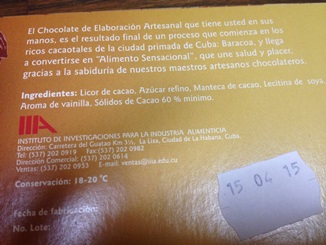 El Chocolate de Elaboración Artesanal que tiene usted en sus
manos, es el resultado final de un proceso que comienza en los
ricos cacaotales de la ciudad primada de Cuba: Baracoa, y llega
a convertirse en "Alimento Sensacional", que une salud y placer,
gracias a la sabiduría de nuestros maestros artesanos chocolateros.
Ingredientes: Licor de cacao. Azúcar refino. Manteca de cacao. Lecitina de soya.
Aroma de vainilla. Sólidos de Cacao 60 % mínimo.
IIIA
INSTITUTO DE INVESTIGACIONES PARA LA INDUSTRIA ALIMENTICIA
Dirección: Carretera del Guatao Km 3½, La Lisa, Ciudad de La Habana, Cuba.
Tel: (537) 202 0919 Fax: (537) 202 0982
Dirección Comercial: (537) 202 0614
Ventas: (537) 202 0953 E-mail: ventas@iiia.edu.cu
Conservación: 18-20 °C
Fecha de fabricación:
No. Lote:
15 04 15